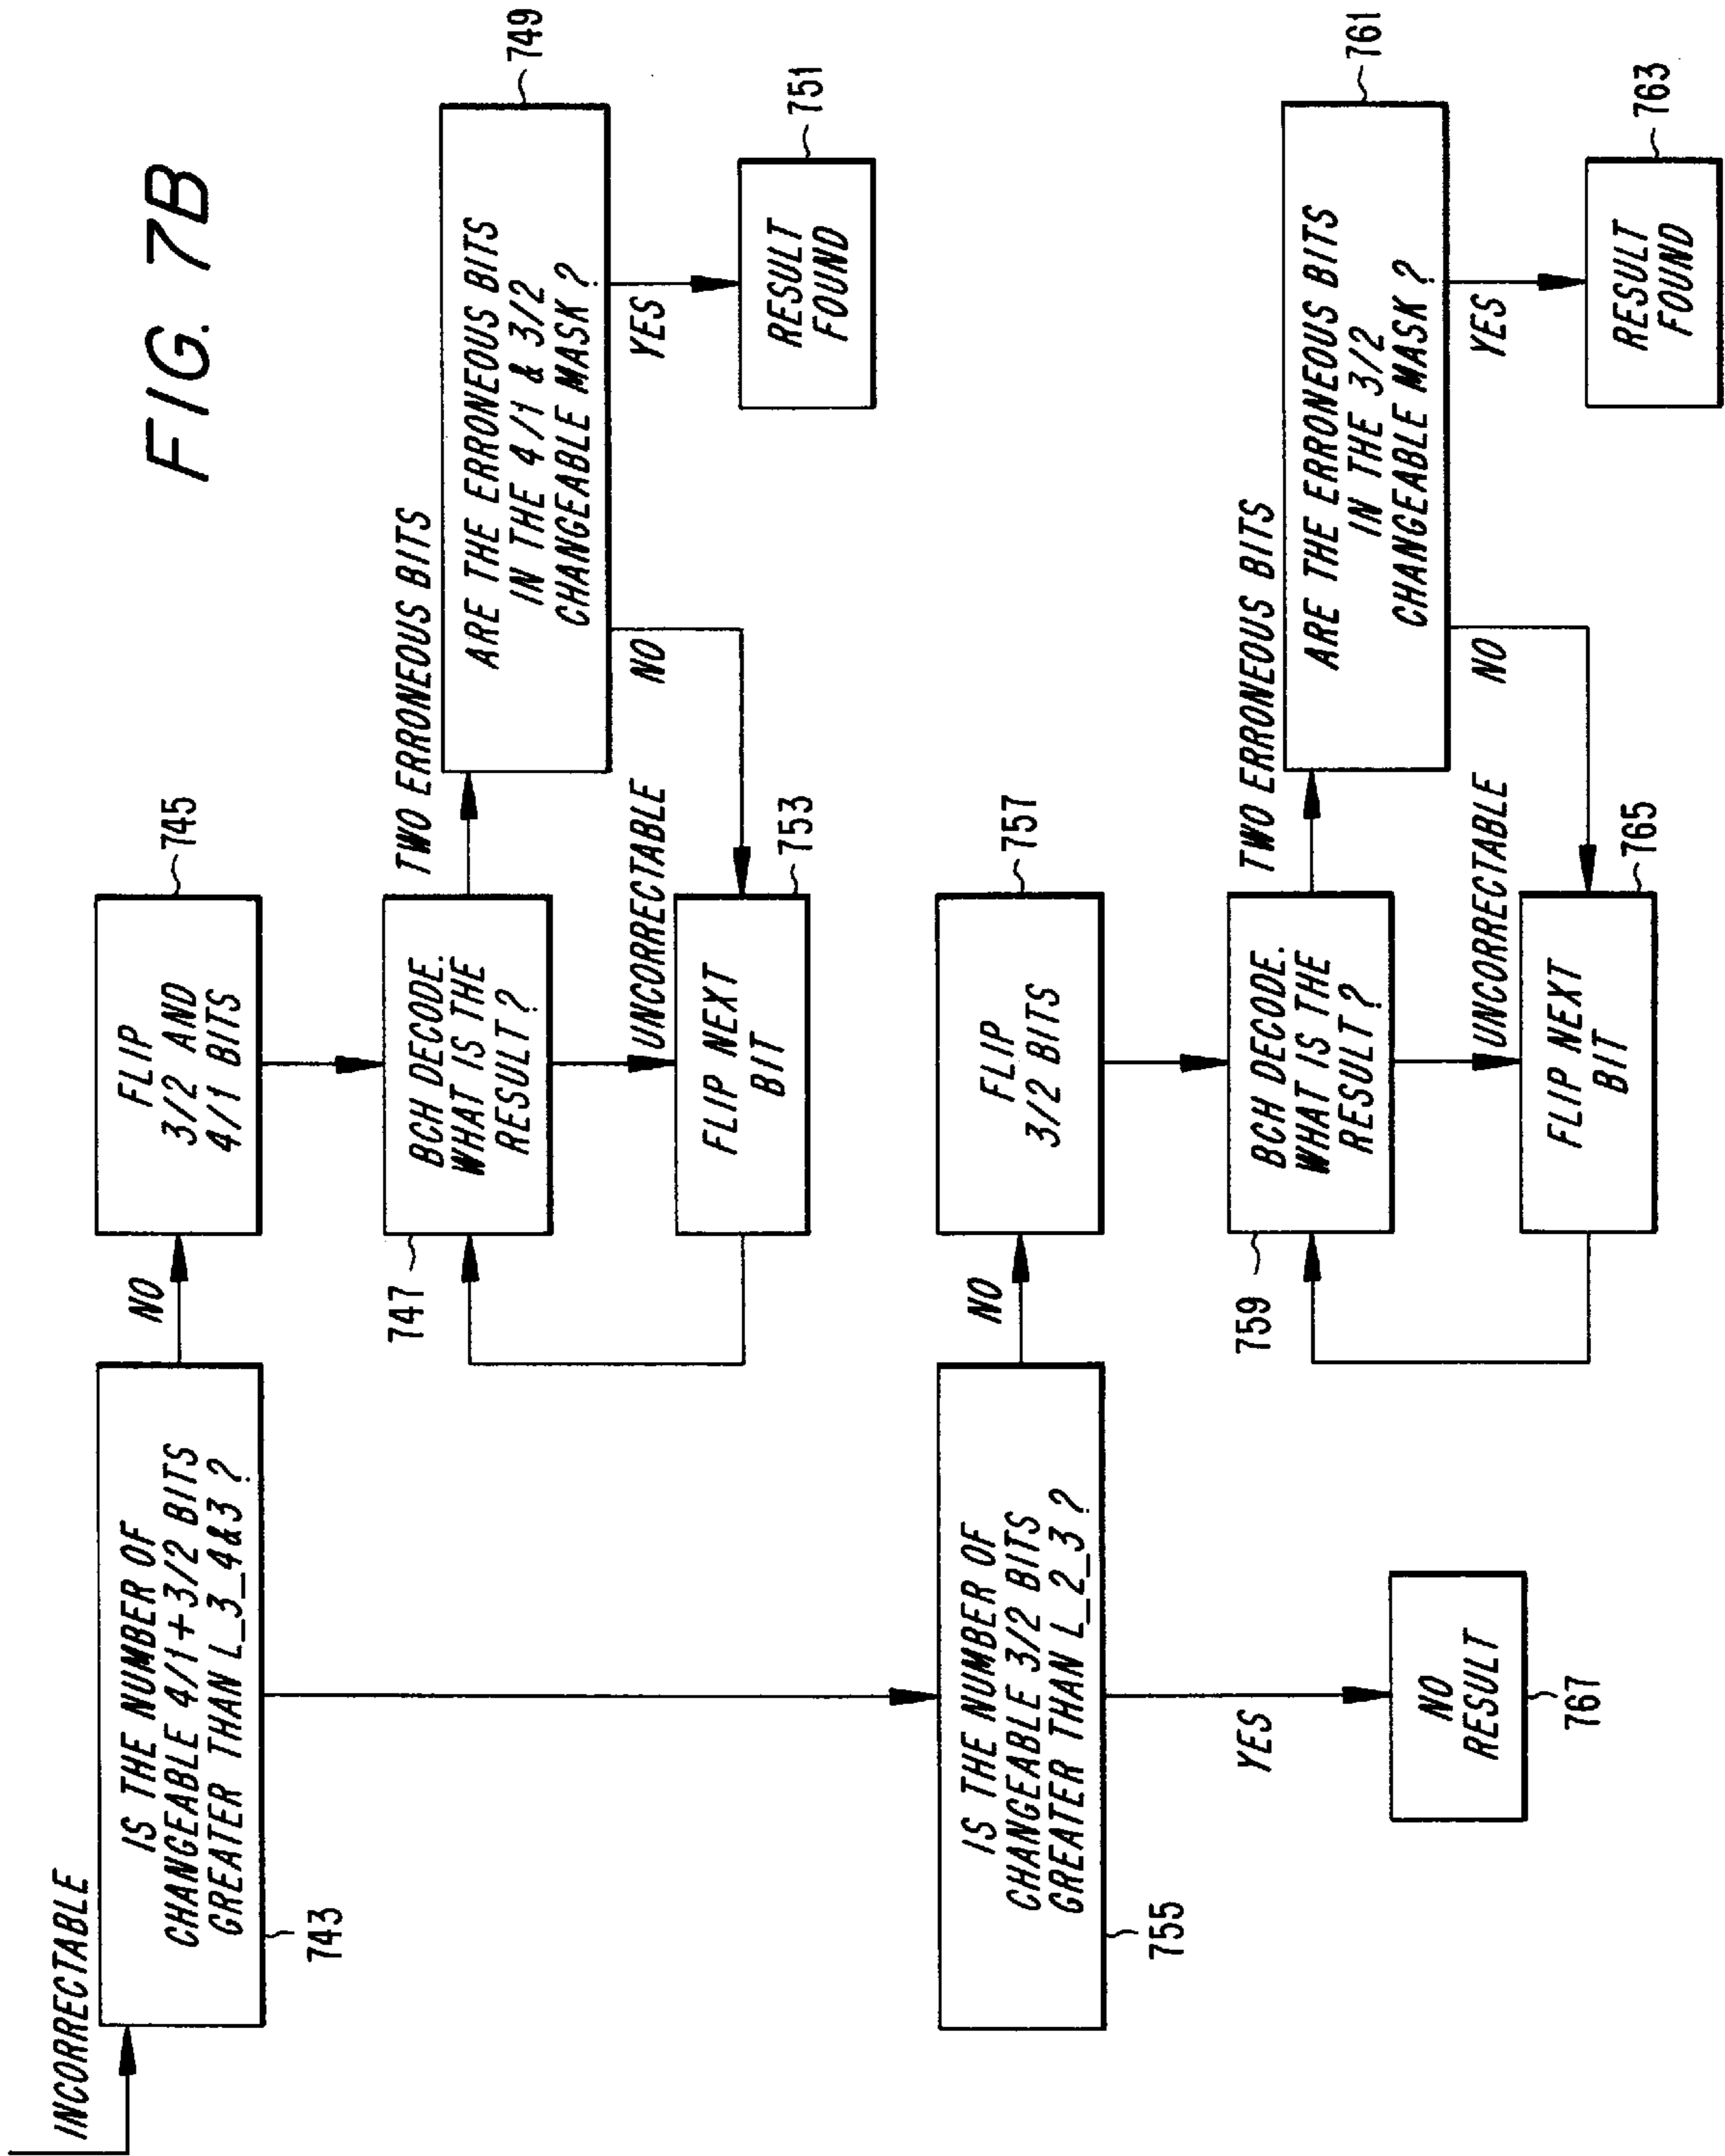 FIG. 7B
INCORRECTABLE
IS THE NUMBER OF
CHANGEABLE 4/1+3/2 BITS
GREATER THAN L_3_4&3 ?
743
NO
FLIP
3/2 AND
4/1 BITS
745
747
BCH DECODE.
WHAT IS THE
RESULT ?
TWO ERRONEOUS BITS
ARE THE ERRONEOUS BITS
IN THE 4/1 & 3/2
CHANGEABLE MASK ?
749
UNCORRECTABLE
NO
YES
FLIP NEXT
BIT
753
RESULT
FOUND
751
IS THE NUMBER OF
CHANGEABLE 3/2 BITS
GREATER THAN L_2_3 ?
755
NO
FLIP
3/2 BITS
757
759
BCH DECODE.
WHAT IS THE
RESULT ?
TWO ERRONEOUS BITS
ARE THE ERRONEOUS BITS
IN THE 3/2
CHANGEABLE MASK ?
761
YES
UNCORRECTABLE
NO
YES
NO
RESULT
767
FLIP NEXT
BIT
765
RESULT
FOUND
763